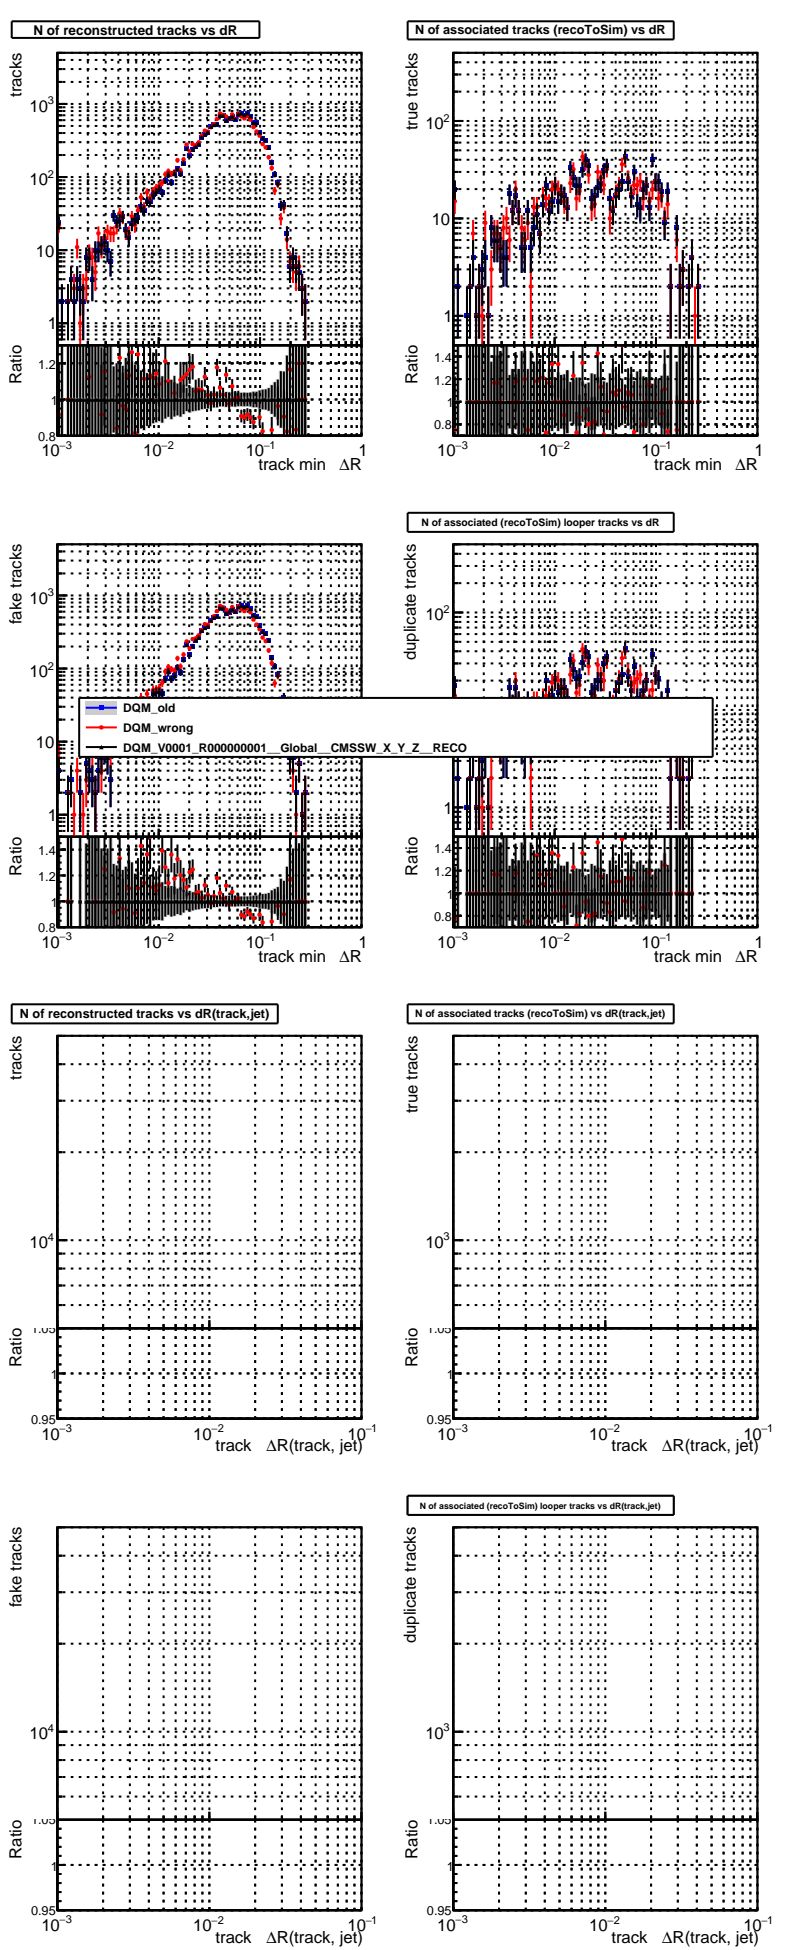 N of reconstructed tracks vs dR
tracks
10³
10²
10
1
Ratio
1.2
1
0.8
10⁻³
10⁻²
10⁻¹
1
track min ΔR
N of associated tracks (recoToSim) vs dR
true tracks
10²
10
1
Ratio
1.4
1.2
1
0.8
10⁻³
10⁻²
10⁻¹
1
track min ΔR
fake tracks
10³
10²
10
1
Ratio
1.4
1.2
1
0.8
10⁻³
10⁻²
10⁻¹
1
track min ΔR
N of associated (recoToSim) looper tracks vs dR
duplicate tracks
10²
1
Ratio
1.4
1.2
1
0.8
10⁻³
10⁻²
10⁻¹
1
track min ΔR
DQM_old
DQM_wrong
DQM_V0001_R000000001__Global__CMSSW_X_Y_Z__RECO
N of reconstructed tracks vs dR(track,jet)
tracks
10⁴
Ratio
1.05
1
0.95
10⁻³
10⁻²
10⁻¹
track ΔR(track, jet)
N of associated tracks (recoToSim) vs dR(track,jet)
true tracks
10³
Ratio
1.05
1
0.95
10⁻³
10⁻²
10⁻¹
track ΔR(track, jet)
fake tracks
10⁴
Ratio
1.05
1
0.95
10⁻³
10⁻²
10⁻¹
track ΔR(track, jet)
N of associated (recoToSim) looper tracks vs dR(track,jet)
duplicate tracks
10³
Ratio
1.05
1
0.95
10⁻³
10⁻²
10⁻¹
track ΔR(track, jet)